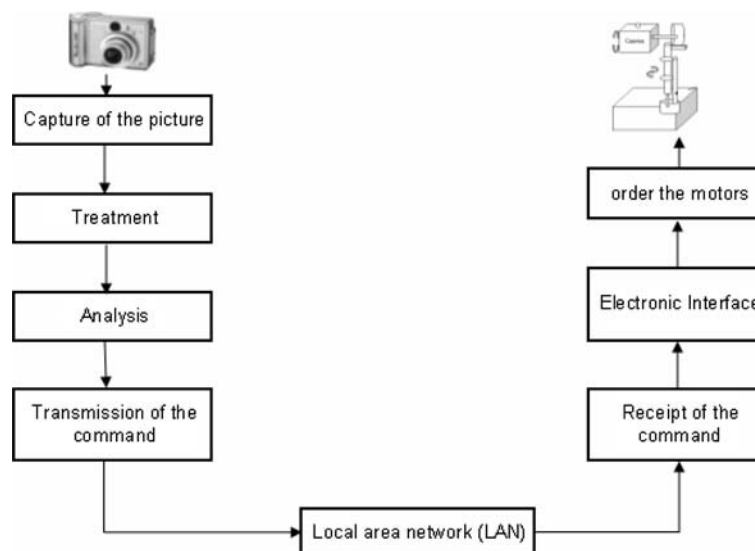 Capture of the picture
Treatment
Analysis
Transmission of the
command
Local area network (LAN)
Receipt of the
command
Electronic Interface
order the motors